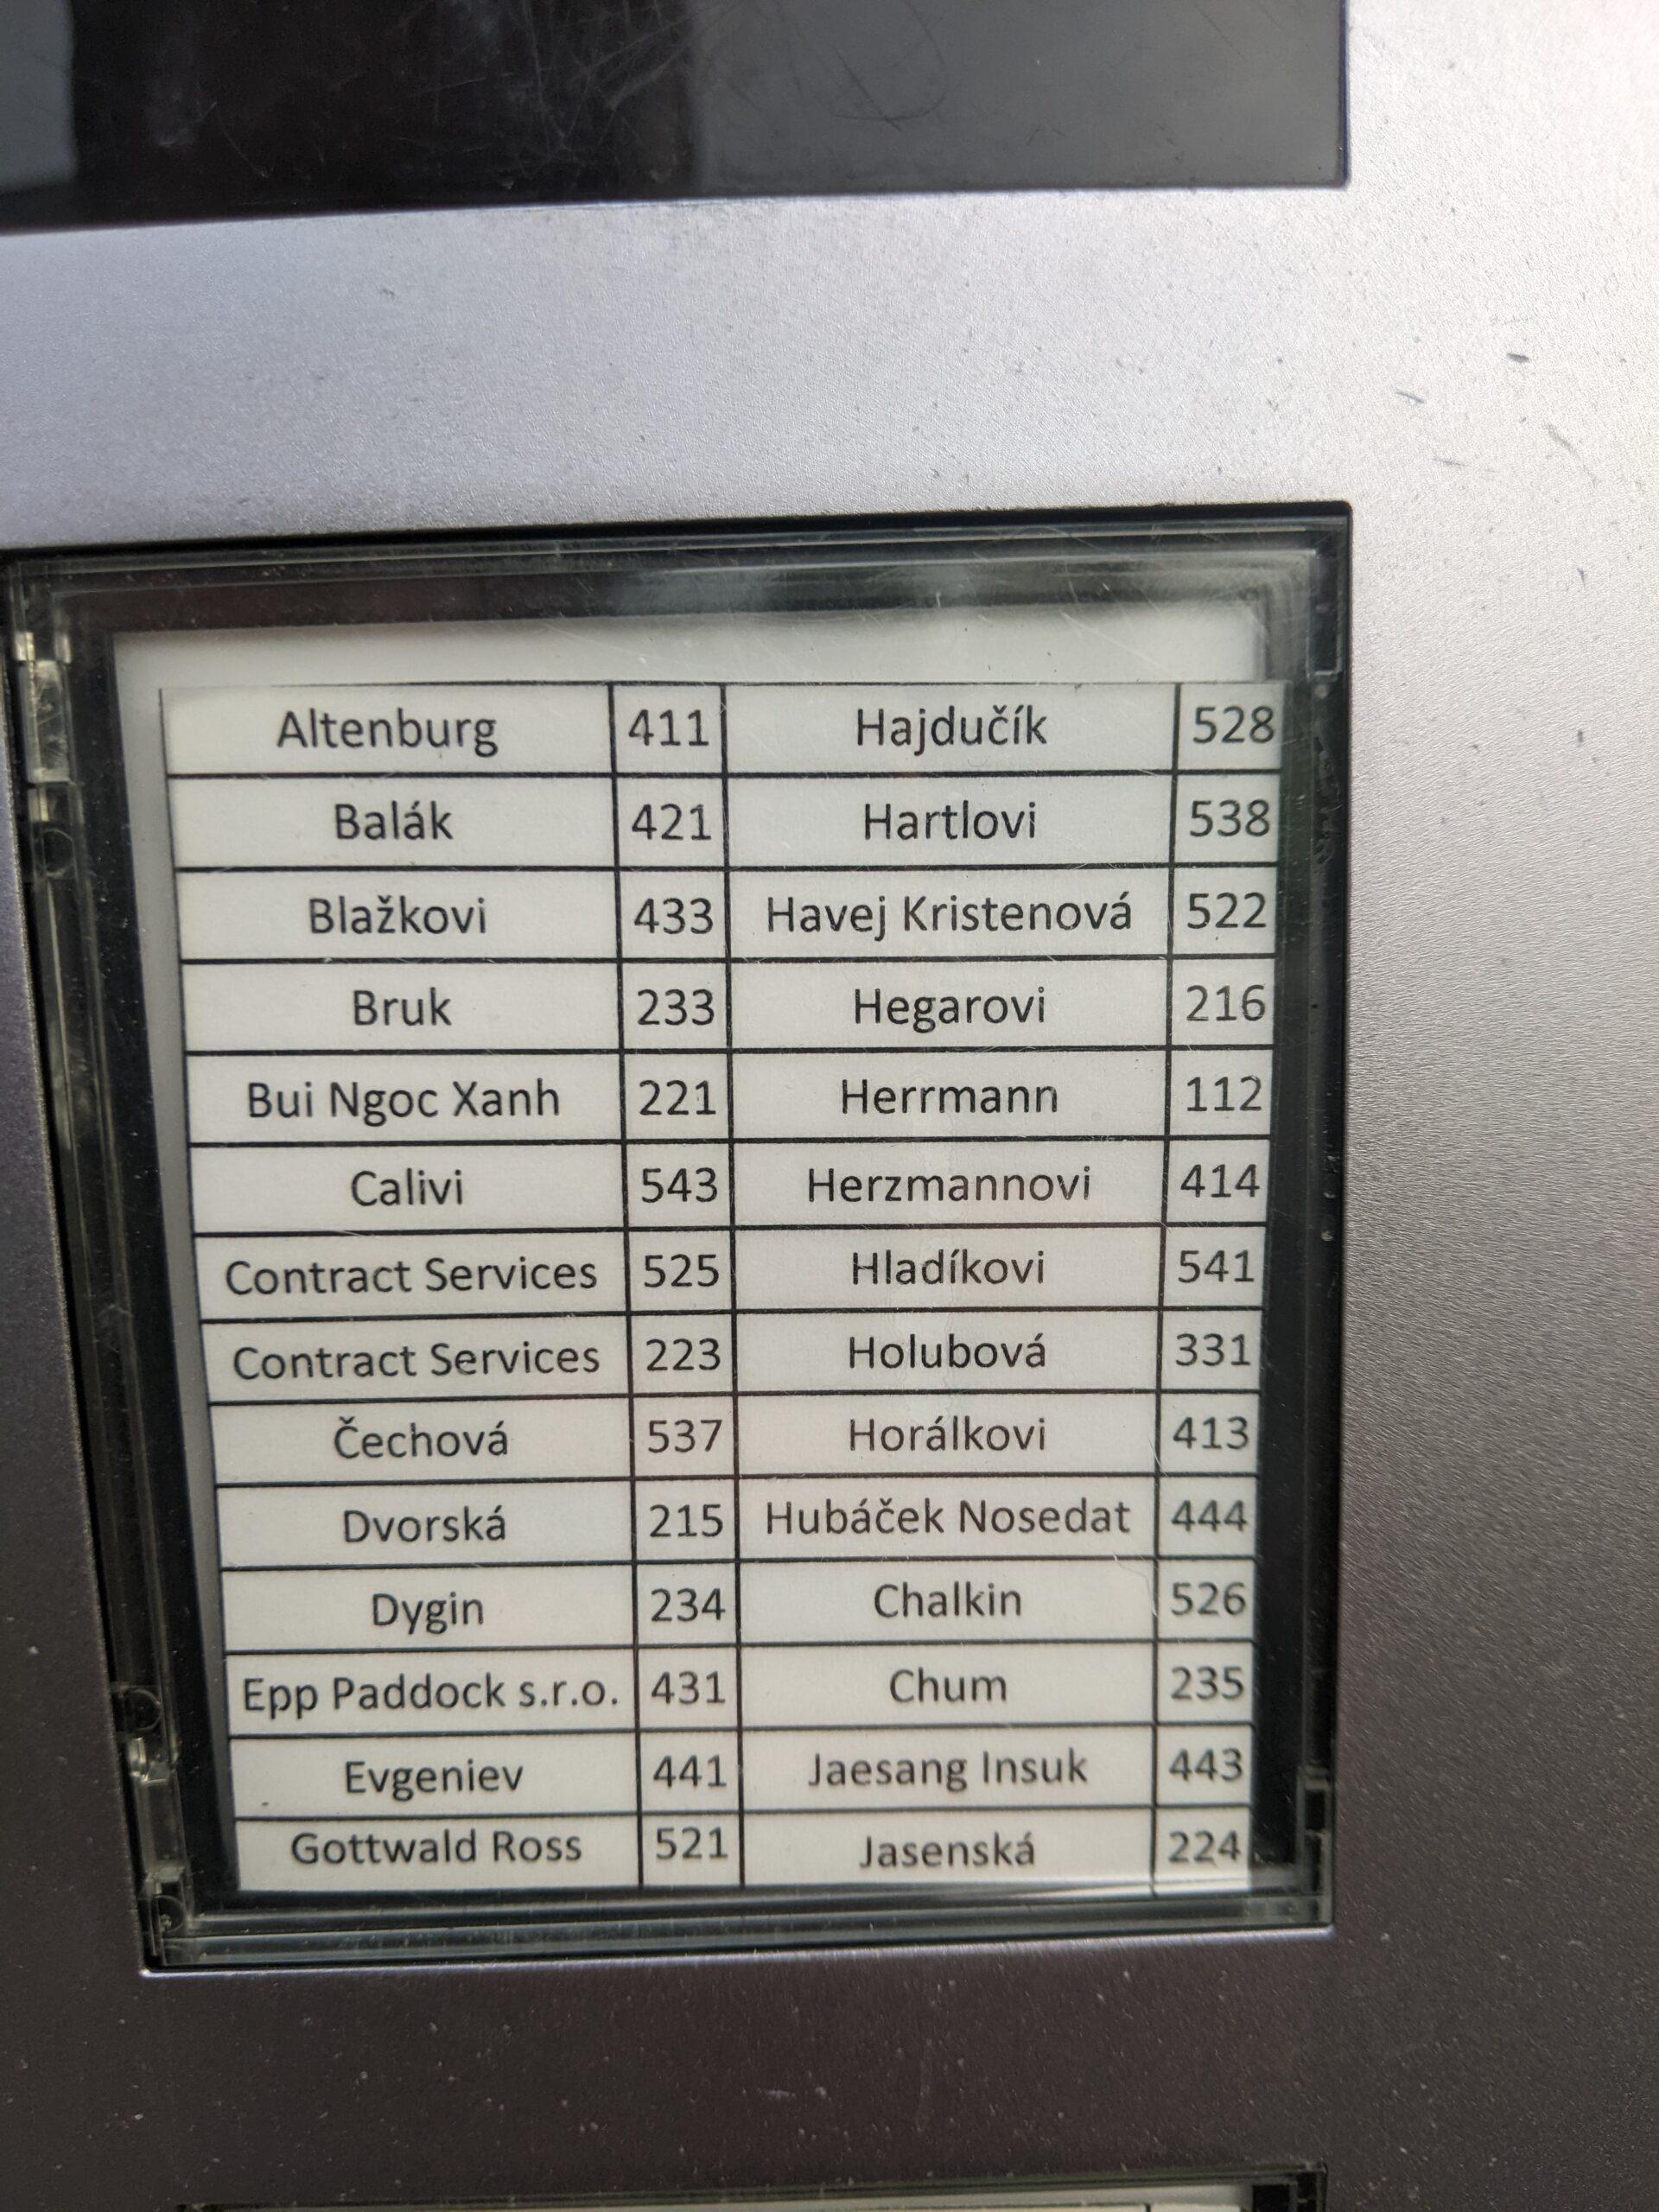 Altenburg 411 Hajdučík 528
Balák 421 Hartlovi 538
Blažkovi 433 Havej Kristenová 522
Bruk 233 Hegarovi 216
Bui Ngoc Xanh 221 Herrmann 112
Calivi 543 Herzmannovi 414
Contract Services 525 Hladíkovi 541
Contract Services 223 Holubová 331
Čechová 537 Horálkovi 413
Dvorská 215 Hubáček Nosedat 444
Dygin 234 Chalkin 526
Epp Paddock s.r.o. 431 Chum 235
Evgeniev 441 Jaesang Insuk 443
Gottwald Ross 521 Jasenská 224